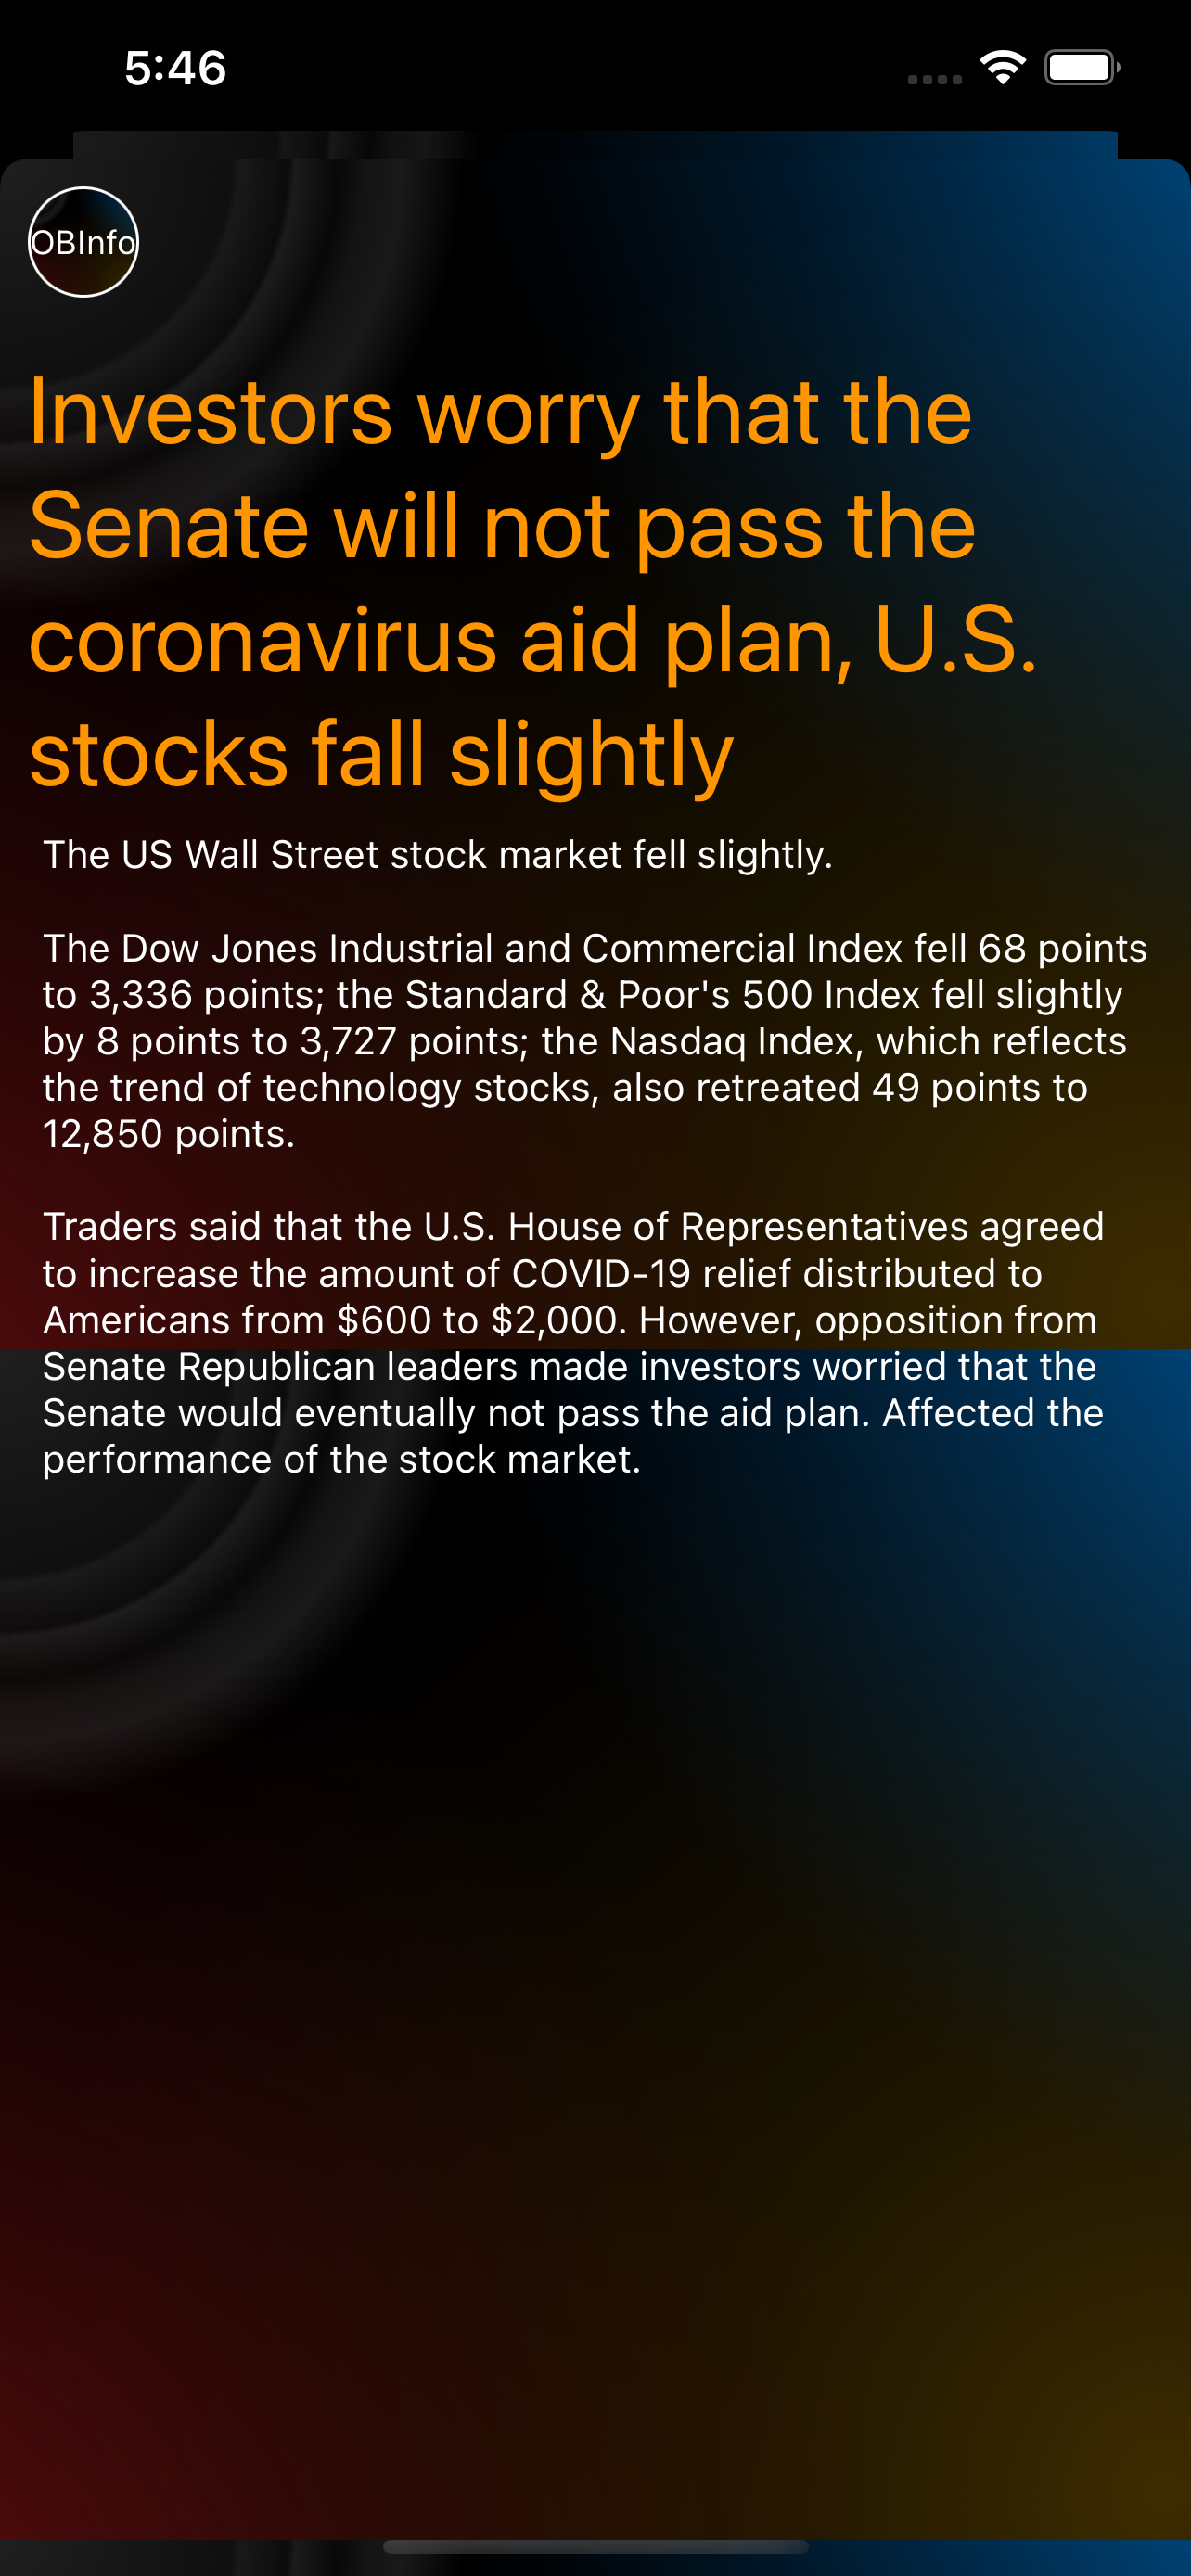 5:46
OBInfo
Investors worry that the
Senate will not pass the
coronavirus aid plan, U.S.
stocks fall slightly
The US Wall Street stock market fell slightly.
The Dow Jones Industrial and Commercial Index fell 68 points
to 3,336 points; the Standard & Poor's 500 Index fell slightly
by 8 points to 3,727 points; the Nasdaq Index, which reflects
the trend of technology stocks, also retreated 49 points to
12,850 points.
Traders said that the U.S. House of Representatives agreed
to increase the amount of COVID-19 relief distributed to
Americans from $600 to $2,000. However, opposition from
Senate Republican leaders made investors worried that the
Senate would eventually not pass the aid plan. Affected the
performance of the stock market.